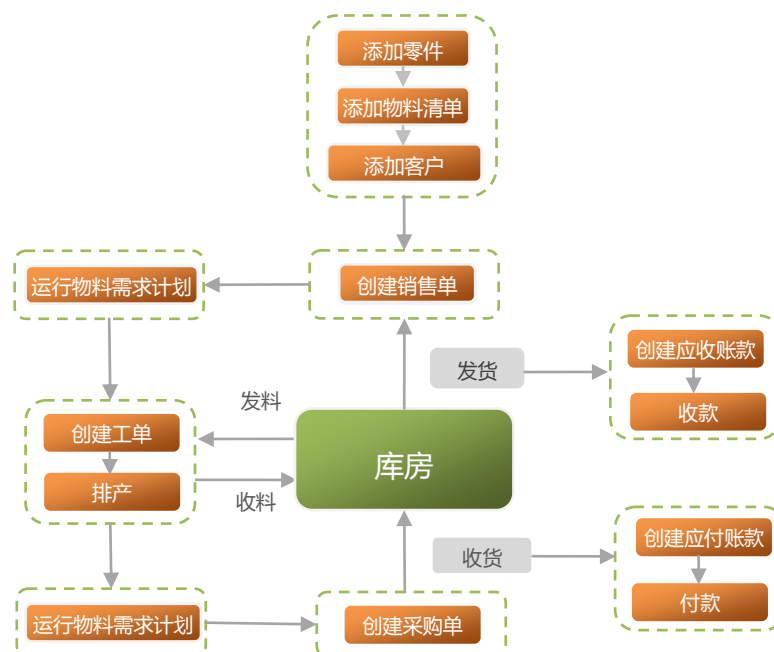 添加零件
添加物料清单
添加客户
运行物料需求计划
创建销售单
发货
创建应收账款
收款
发料
创建工单
排产
收料
库房
收货
创建应付账款
付款
运行物料需求计划
创建采购单